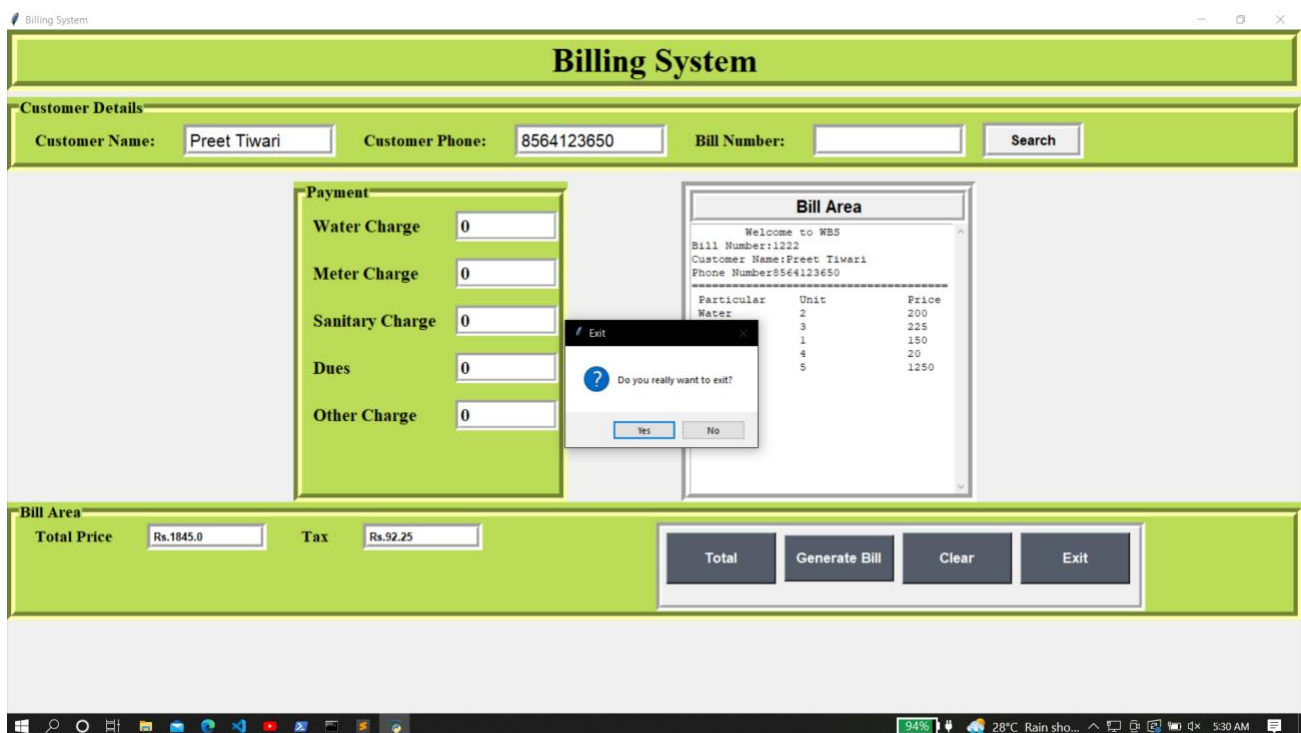 Billing System
Billing System
Customer Details
Customer Name: Preet Tiwari Customer Phone: 8564123650 Bill Number: Search
Payment
Water Charge 0
Meter Charge 0
Sanitary Charge 0
Dues 0
Other Charge 0
Bill Area
Welcome to WBS
Bill Number:1222
Customer Name:Preet Tiwari
Phone Number8564123650
======================================
Particular Unit Price
Water 2 200
3 225
1 150
4 20
5 1250
Exit
Do you really want to exit?
Yes No
Bill Area
Total Price Rs.1845.0 Tax Rs.92.25
Total Generate Bill Clear Exit
94% 28°C Rain sho... 5:30 AM